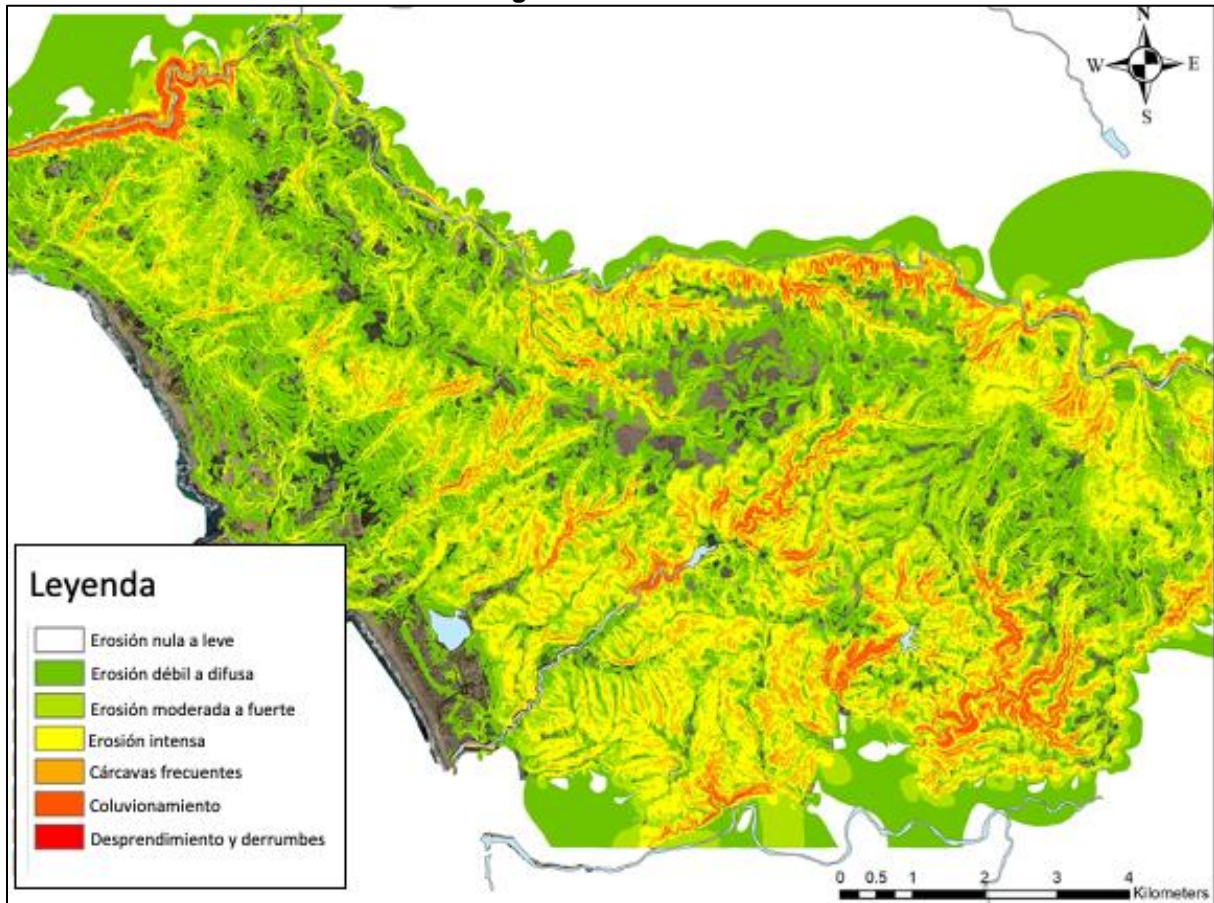 N
W E
S
Leyenda
Erosión nula a leve
Erosión débil a difusa
Erosión moderada a fuerte
Erosión intensa
Cárcavas frecuentes
Coluvionamiento
Desprendimiento y derrumbes
0 0.5 1 2 3 4
Kilometers